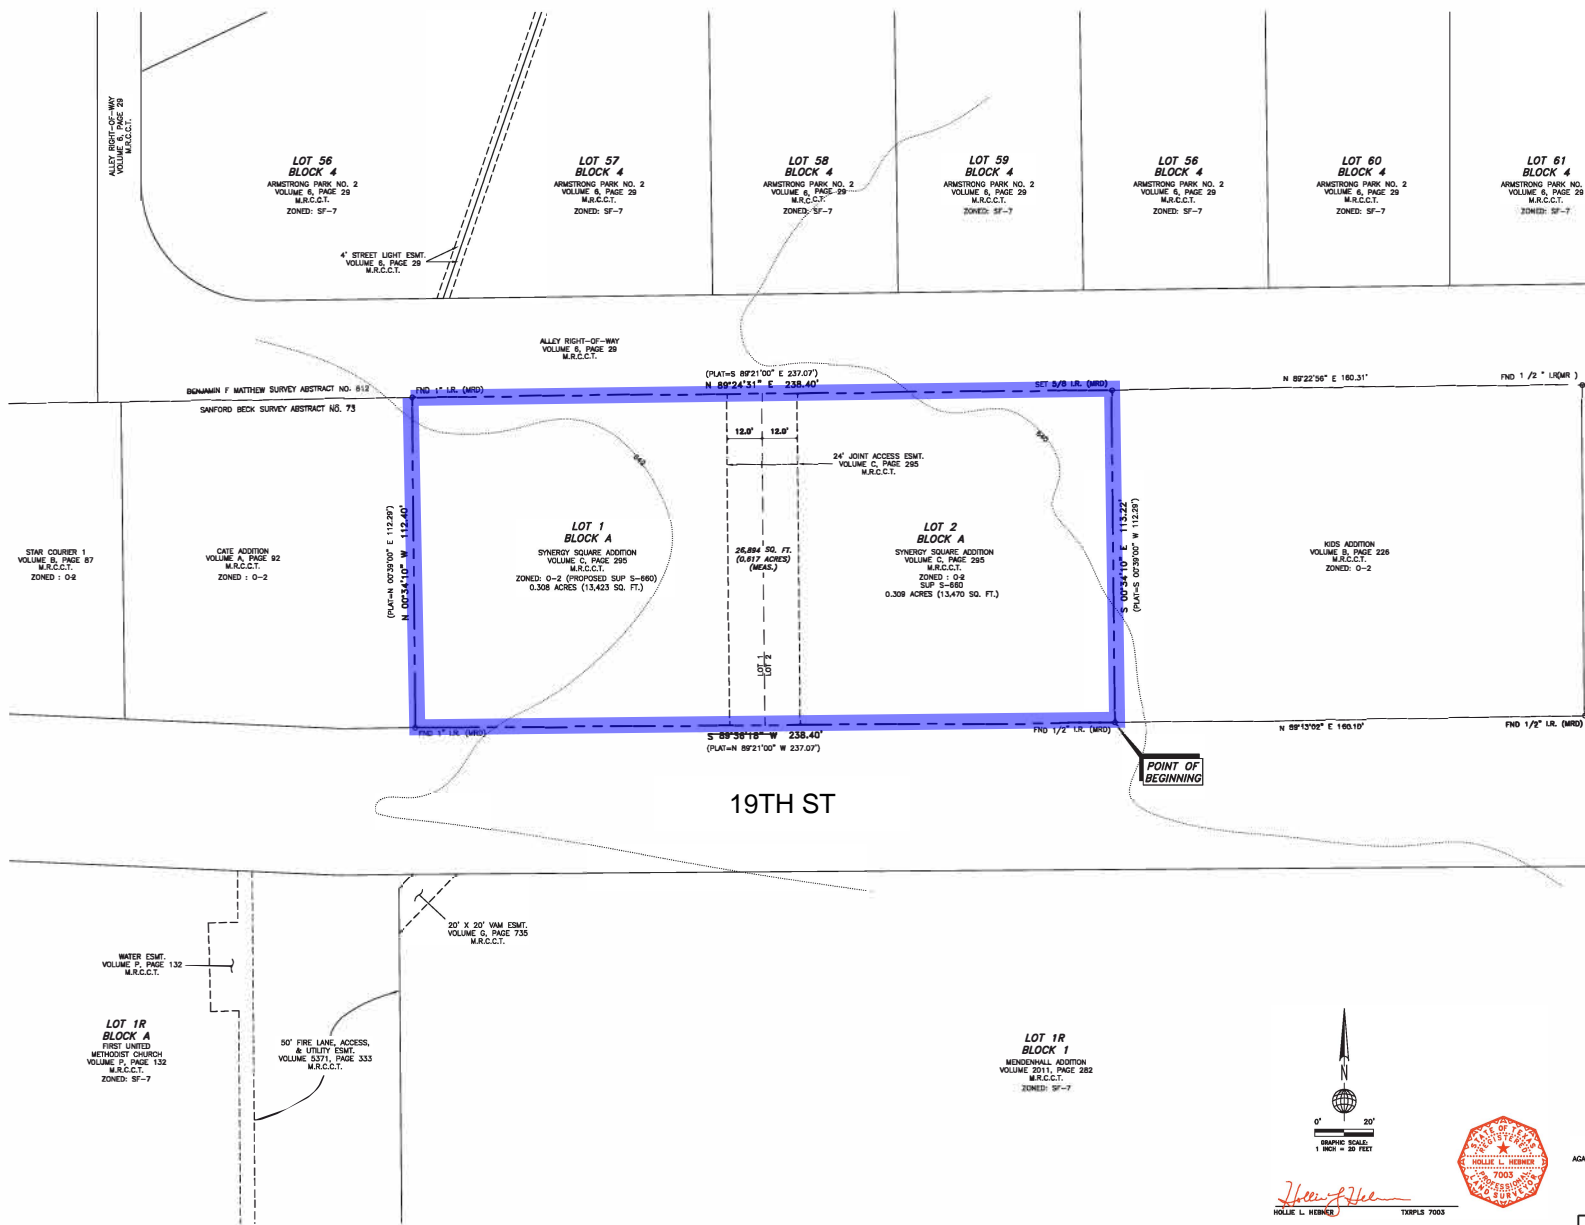 ALLEY RIGHT-OF-WAY
VOLUME 6, PAGE 29
M.R.C.C.T.
LOT 56
BLOCK 4
ARMSTRONG PARK NO. 2
VOLUME 6, PAGE 29
M.R.C.C.T.
ZONED: SF-7
LOT 57
BLOCK 4
ARMSTRONG PARK NO. 2
VOLUME 6, PAGE 29
M.R.C.C.T.
ZONED: SF-7
LOT 58
BLOCK 4
ARMSTRONG PARK NO. 2
VOLUME 6, PAGE 29
M.R.C.C.T.
ZONED: SF-7
LOT 59
BLOCK 4
ARMSTRONG PARK NO. 2
VOLUME 6, PAGE 29
M.R.C.C.T.
ZONED: SF-7
LOT 56
BLOCK 4
ARMSTRONG PARK NO. 2
VOLUME 6, PAGE 29
M.R.C.C.T.
ZONED: SF-7
LOT 60
BLOCK 4
ARMSTRONG PARK NO. 2
VOLUME 6, PAGE 29
M.R.C.C.T.
ZONED: SF-7
LOT 61
BLOCK 4
ARMSTRONG PARK NO.
VOLUME 6, PAGE 29
M.R.C.C.T.
ZONED: SF-7
4' STREET LIGHT ESMT.
VOLUME 6, PAGE 29
M.R.C.C.T.
ALLEY RIGHT-OF-WAY
VOLUME 6, PAGE 29
M.R.C.C.T.
BENJAMIN F MATTHEW SURVEY ABSTRACT NO. 612
SANFORD BECK SURVEY ABSTRACT NO. 73
FND 1" I.R. (MRD)
(PLAT=S 89°21'00" E 237.07')
N 89°24'31" E 238.40'
SET 5/8 I.R. (MRD)
N 89°22'56" E 160.31'
FND 1/2 " I.R(MR )
12.0' 12.0'
24' JOINT ACCESS ESMT.
VOLUME C, PAGE 295
M.R.C.C.T.
642
640
STAR COURIER 1
VOLUME B, PAGE 87
M.R.C.C.T.
ZONED : O-2
CATE ADDITION
VOLUME A, PAGE 92
M.R.C.C.T.
ZONED : O-2
(PLAT=N 00°39'00" E 112.29')
N 00°34'10" W 112.40'
LOT 1
BLOCK A
SYNERGY SQUARE ADDITION
VOLUME C, PAGE 295
M.R.C.C.T.
ZONED: O-2 (PROPOSED SUP S-660)
0.308 ACRES (13,423 SQ. FT.)
26,894 SQ. FT.
(0.617 ACRES)
(MEAS.)
LOT 1
LOT 2
LOT 2
BLOCK A
SYNERGY SQUARE ADDITION
VOLUME C, PAGE 295
M.R.C.C.T.
ZONED : O-2
SUP S-660
0.309 ACRES (13,470 SQ. FT.)
S 00°34'10" E 113.22'
(PLAT=S 00°39'00" W 112.29')
KIDS ADDITION
VOLUME B, PAGE 226
M.R.C.C.T.
ZONED: O-2
FND 1" I.R. (MRD)
S 89°36'18" W 238.40'
(PLAT=N 89°21'00" W 237.07')
FND 1/2" I.R. (MRD)
N 89°13'02" E 160.10'
FND 1/2" I.R. (MRD)
POINT OF
BEGINNING
19TH ST
20' X 20' VAM ESMT.
VOLUME G, PAGE 735
M.R.C.C.T.
WATER ESMT.
VOLUME P, PAGE 132
M.R.C.C.T.
LOT 1R
BLOCK A
FIRST UNITED
METHODIST CHURCH
VOLUME P, PAGE 132
M.R.C.C.T.
ZONED: SF-7
50' FIRE LANE, ACCESS,
& UTILITY ESMT.
VOLUME 5371, PAGE 333
M.R.C.C.T.
LOT 1R
BLOCK 1
MENDENHALL ADDITION
VOLUME 2011, PAGE 282
M.R.C.C.T.
ZONED: SF-7
N
0' 20'
GRAPHIC SCALE:
1 INCH = 20 FEET
STATE OF TEXAS
REGISTERED
HOLLIE L. HEBNER
7003
PROFESSIONAL
LAND SURVEYOR
AGA
Hollie L Hebner
HOLLIE L. HEBNER TXRPLS 7003